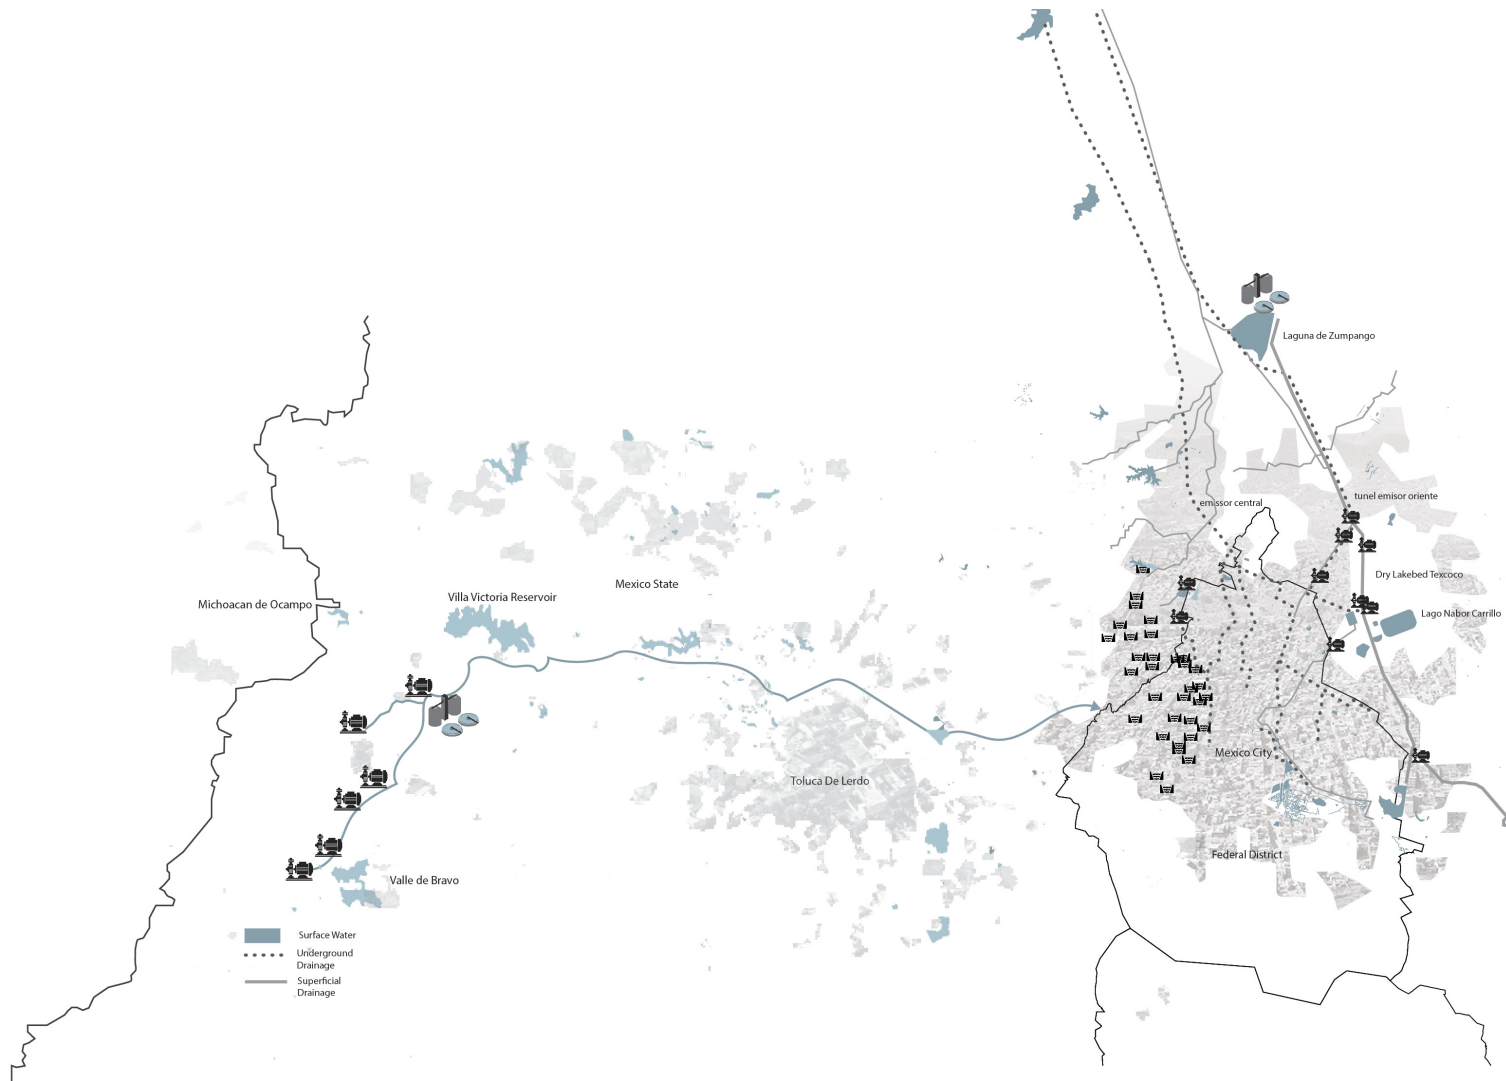 Laguna de Zumpango
tunel emisor oriente
emissor central
Dry Lakebed Texcoco
Mexico State
Villa Victoria Reservoir
Michoacan de Ocampo
Lago Nabor Carrillo
Mexico City
Toluca De Lerdo
Federal District
Valle de Bravo
Surface Water
Underground
Drainage
Superficial
Drainage